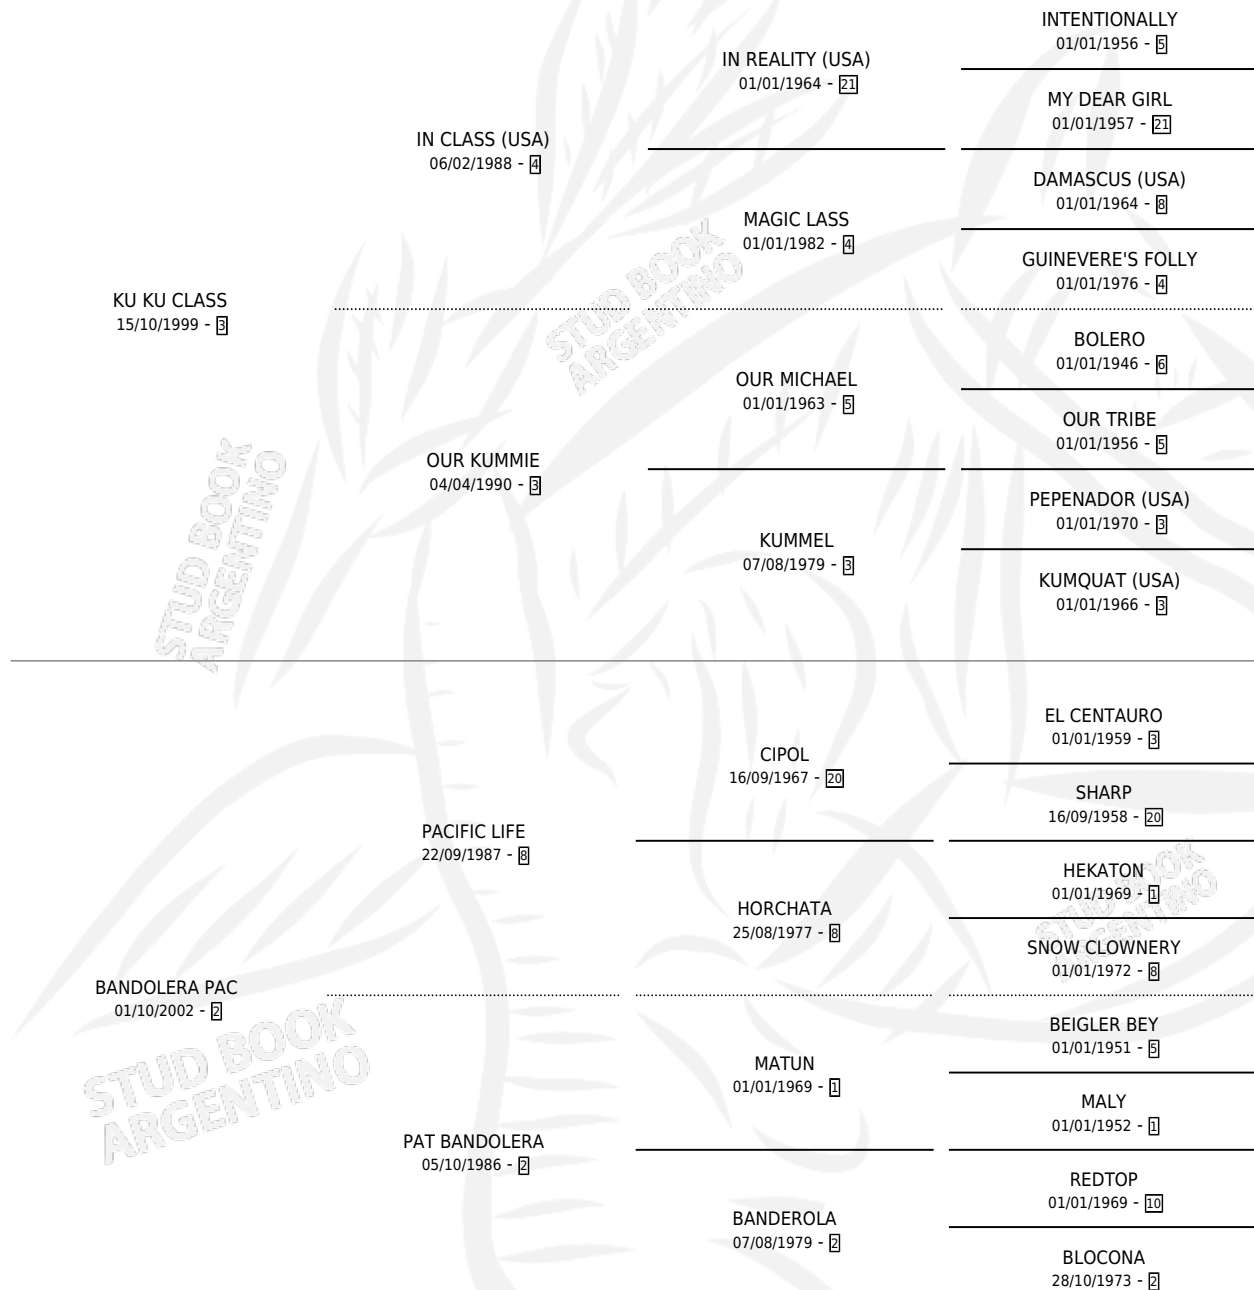 INTENTIONALLY
01/01/1956 - 5
IN REALITY (USA)
01/01/1964 - 21
MY DEAR GIRL
01/01/1957 - 21
IN CLASS (USA)
06/02/1988 - 4
DAMASCUS (USA)
01/01/1964 - 8
MAGIC LASS
01/01/1982 - 4
GUINEVERE'S FOLLY
01/01/1976 - 4
KU KU CLASS
15/10/1999 - 3
BOLERO
01/01/1946 - 6
OUR MICHAEL
01/01/1963 - 5
OUR TRIBE
01/01/1956 - 5
OUR KUMMIE
04/04/1990 - 3
PEPENADOR (USA)
01/01/1970 - 3
KUMMEL
07/08/1979 - 3
KUMQUAT (USA)
01/01/1966 - 3
EL CENTAURO
01/01/1959 - 3
CIPOL
16/09/1967 - 20
SHARP
16/09/1958 - 20
PACIFIC LIFE
22/09/1987 - 8
HEKATON
01/01/1969 - 1
HORCHATA
25/08/1977 - 8
SNOW CLOWNERY
01/01/1972 - 8
BANDOLERA PAC
01/10/2002 - 2
BEIGLER BEY
01/01/1951 - 5
MATUN
01/01/1969 - 1
MALY
01/01/1952 - 1
PAT BANDOLERA
05/10/1986 - 2
REDTOP
01/01/1969 - 10
BANDEROLA
07/08/1979 - 2
BLOCONA
28/10/1973 - 2
STUD BOOK
ARGENTINO
STUD BOOK
ARGENTINO
STUD BOOK
ARGENTINO
STUD BOOK
ARGENTINO